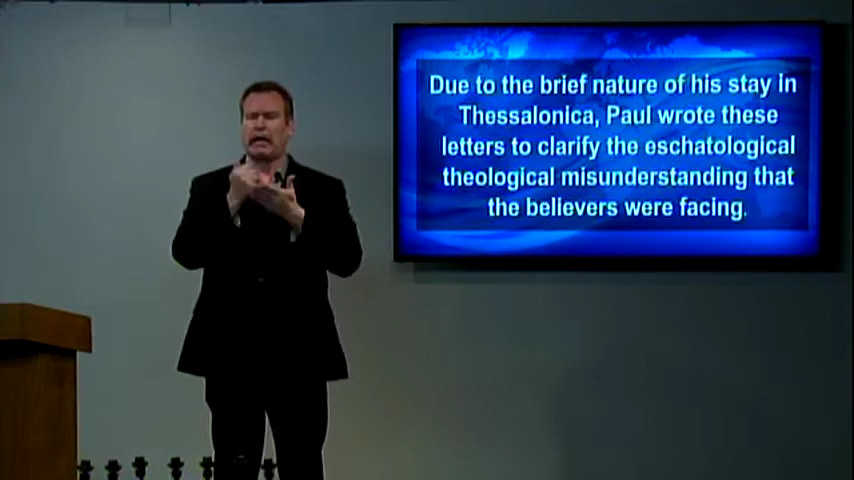 Due to the brief nature of his stay in
Thessalonica, Paul wrote these
letters to clarify the eschatological
theological misunderstanding that
the believers were facing.